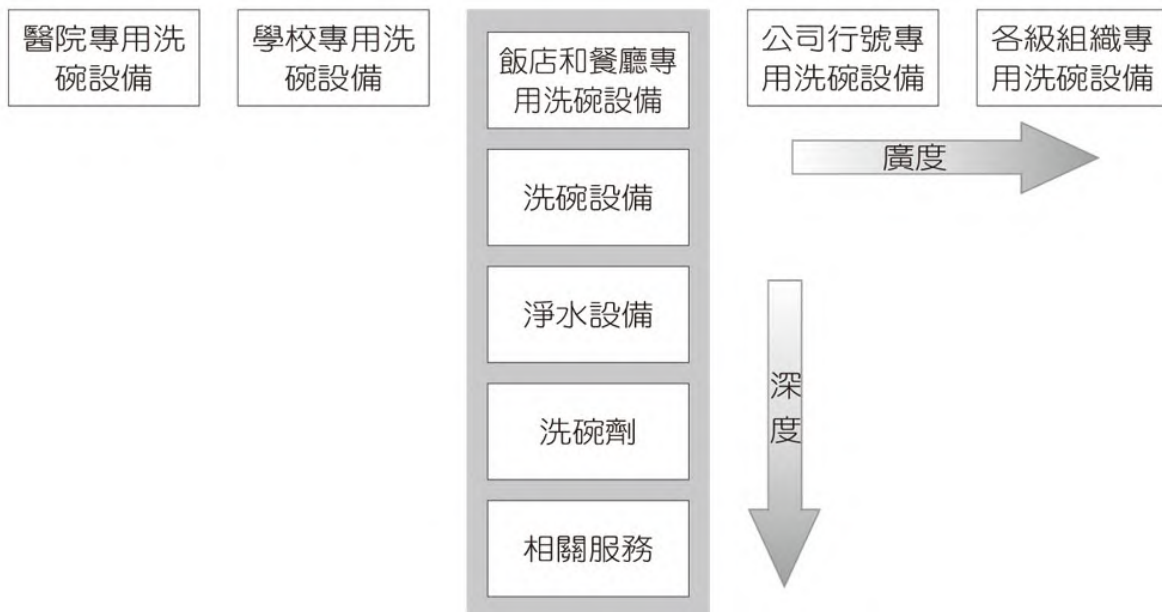 醫院專用洗
碗設備
學校專用洗
碗設備
飯店和餐廳專
用洗碗設備
公司行號專
用洗碗設備
各級組織專
用洗碗設備
廣度
洗碗設備
淨水設備
深
度
洗碗劑
相關服務